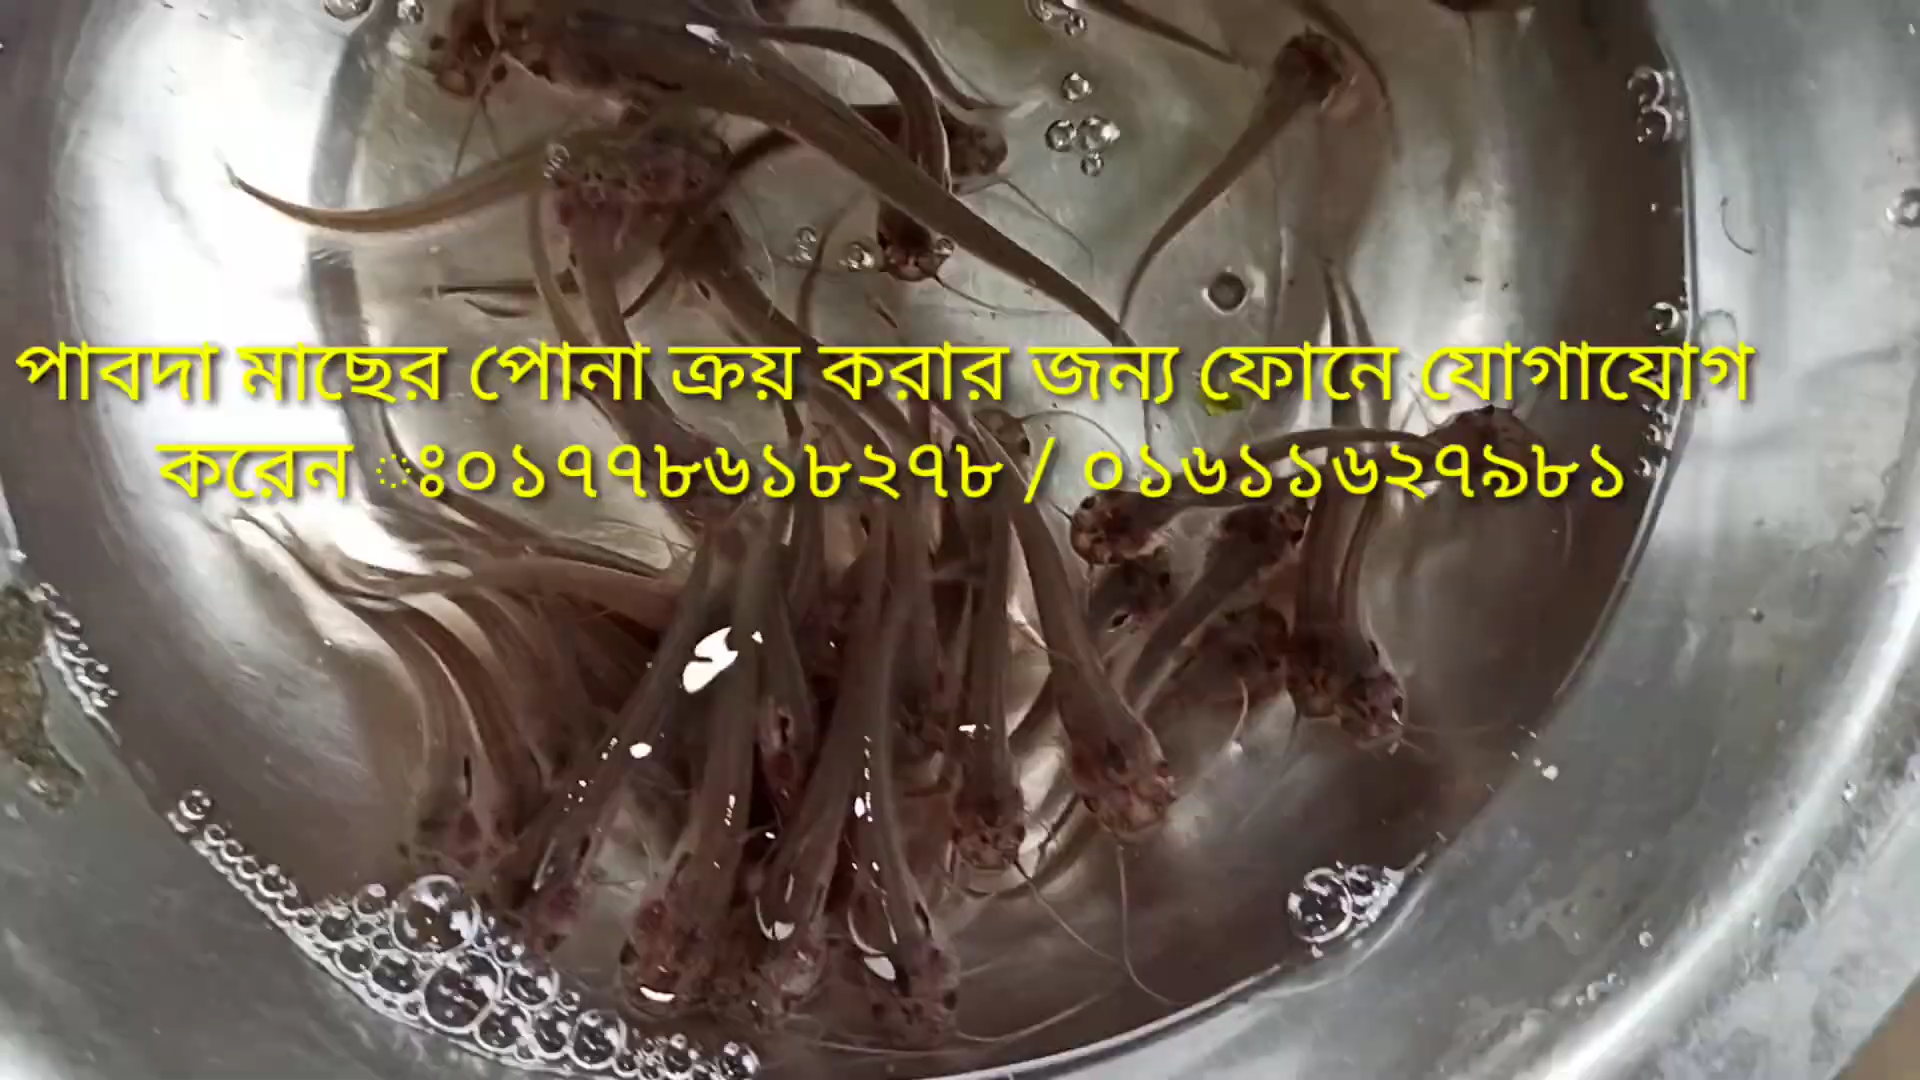 পাবদা মাছের পোনা ক্রয় করার জন্য ফোনে যোগাযোগ
করেন ঃ০১৭৭৮৬১৮২৭৮ / ০১৬১১৬২৭৯৮১